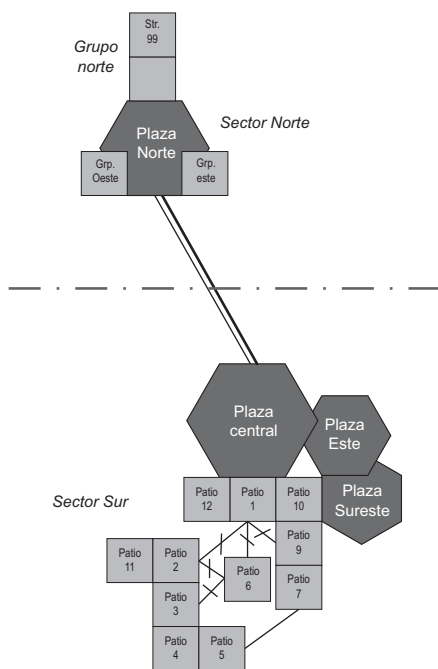 Str.
99
Grupo
norte
Sector Norte
Plaza
Norte
Grp.
Oeste
Grp.
este
Plaza
central
Plaza
Este
Plaza
Sureste
Sector Sur
Patio
12
Patio
1
Patio
10
Patio
11
Patio
2
Patio
9
Patio
6
Patio
3
Patio
7
Patio
4
Patio
5